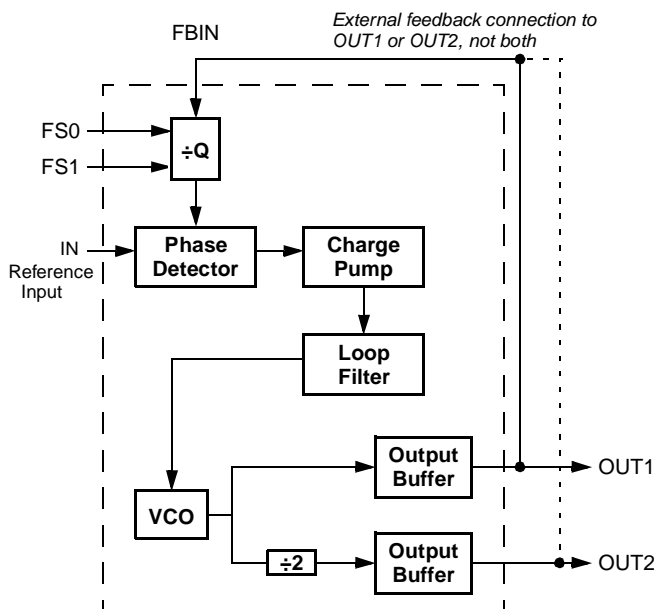 External feedback connection to
OUT1 or OUT2, not both
FBIN
FS0
÷Q
FS1
IN
Reference
Input
Phase
Detector
Charge
Pump
Loop
Filter
Output
Buffer
OUT1
VCO
÷2
Output
Buffer
OUT2